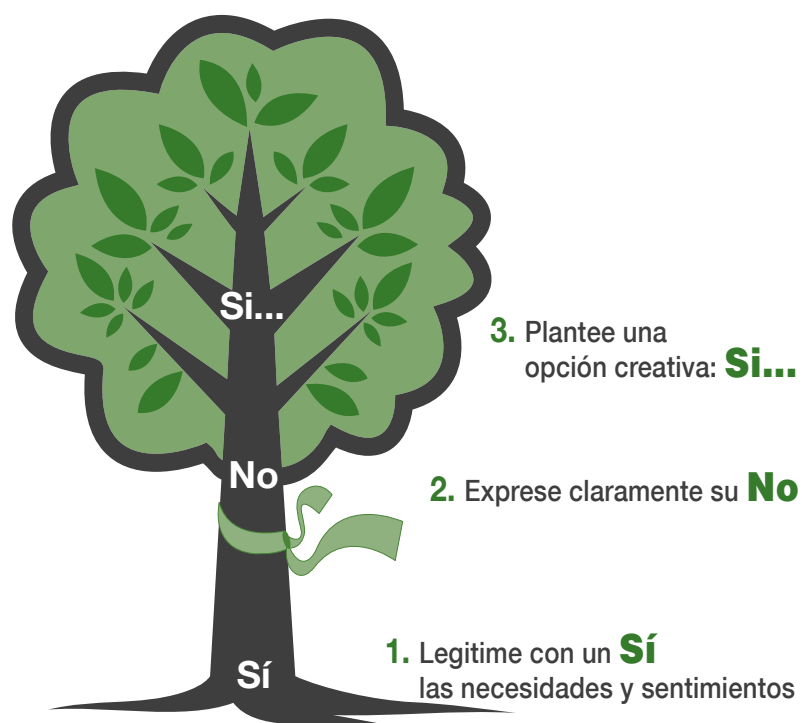 Si...
3. Plantee una
opción creativa: Si...
No
2. Exprese claramente su No
Sí
1. Legitime con un Sí
las necesidades y sentimientos